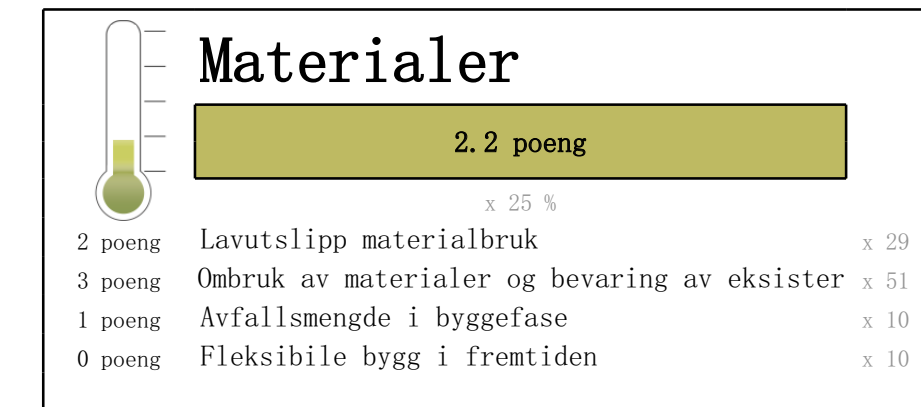 Materialer
2.2 poeng
x 25 %
2 poeng Lavutslipp materialbruk x 29
3 poeng Ombruk av materialer og bevaring av eksister x 51
1 poeng Avfallsmengde i byggefase x 10
0 poeng Fleksibile bygg i fremtiden x 10